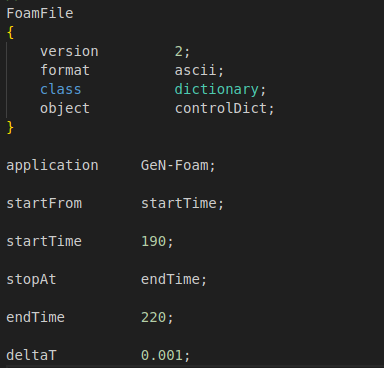 FoamFile
{
    version         2;
    format          ascii;
    class           dictionary;
    object          controlDict;
}
application     GeN-Foam;
startFrom       startTime;
startTime       190;
stopAt          endTime;
endTime         220;
deltaT          0.001;